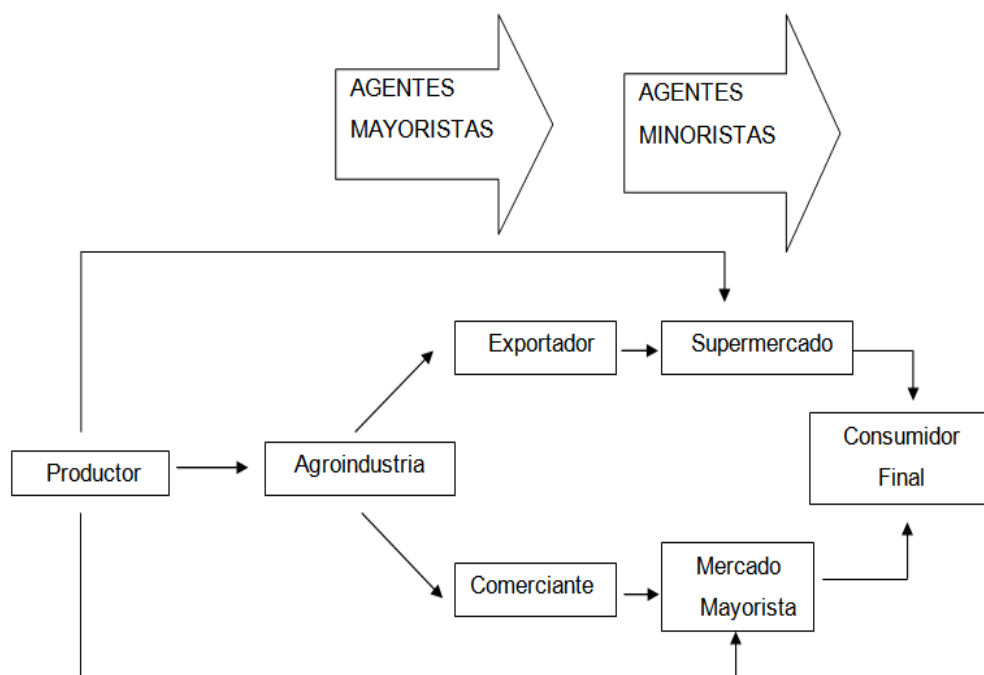 AGENTES
MAYORISTAS
AGENTES
MINORISTAS
Exportador
Supermercado
Consumidor
Final
Productor
Agroindustria
Comerciante
Mercado
Mayorista